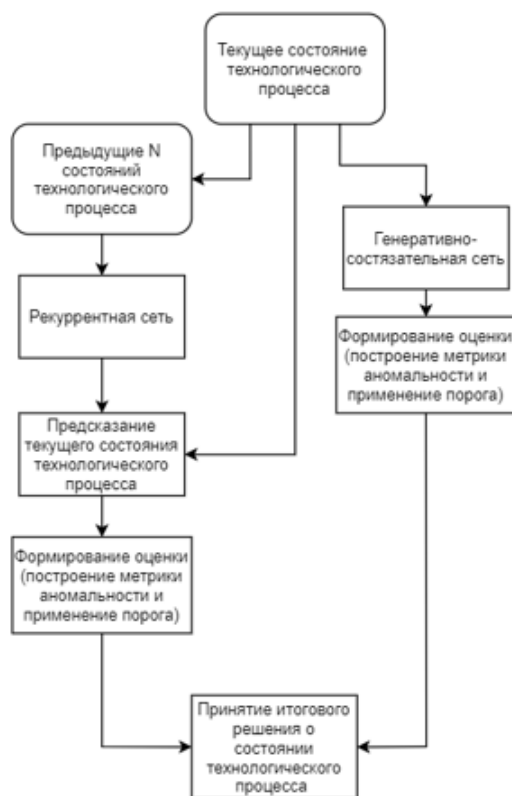 Текущее состояние
технологического
процесса
Предыдущие N
состояний
технологического
процесса
Генеративно-
состязательная сеть
Рекуррентная сеть
Формирование оценки
(построение метрики
аномальности и
применение порога)
Предсказание
текущего состояния
технологического
процесса
Формирование оценки
(построение метрики
аномальности и
применение порога)
Принятие итогового
решения о
состоянии
технологического
процесса